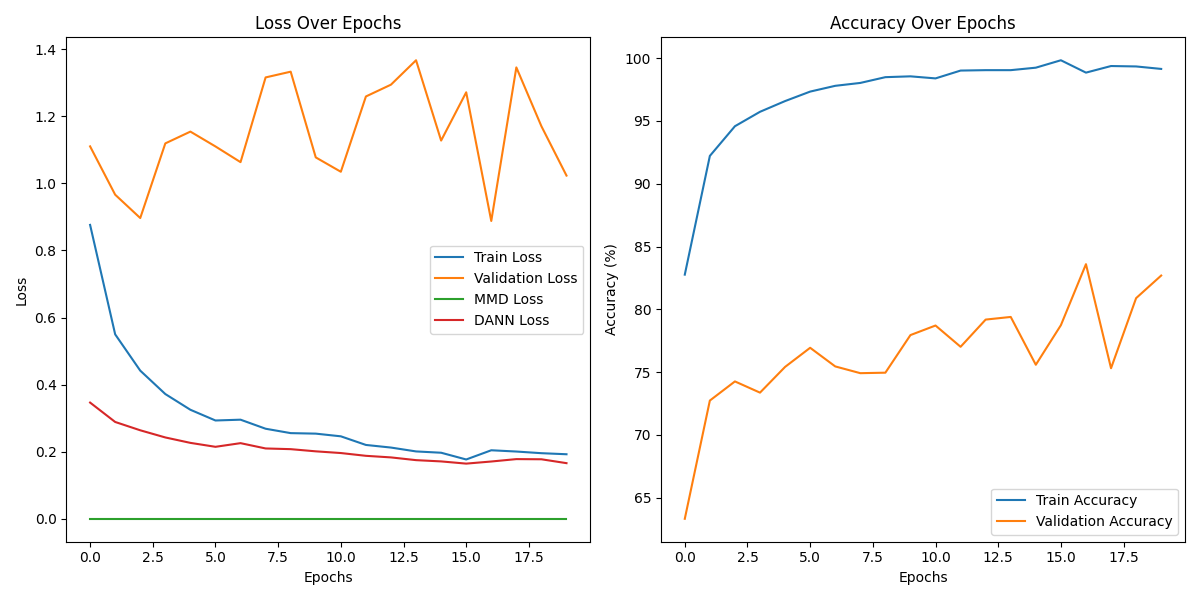 Loss Over Epochs
1.4
1.2
1.0
0.8
0.6
0.4
0.2
0.0
Loss
Train Loss
Validation Loss
MMD Loss
DANN Loss
0.0 2.5 5.0 7.5 10.0 12.5 15.0 17.5
Epochs
Accuracy Over Epochs
100
95
90
85
80
75
70
65
Accuracy (%)
Train Accuracy
Validation Accuracy
0.0 2.5 5.0 7.5 10.0 12.5 15.0 17.5
Epochs